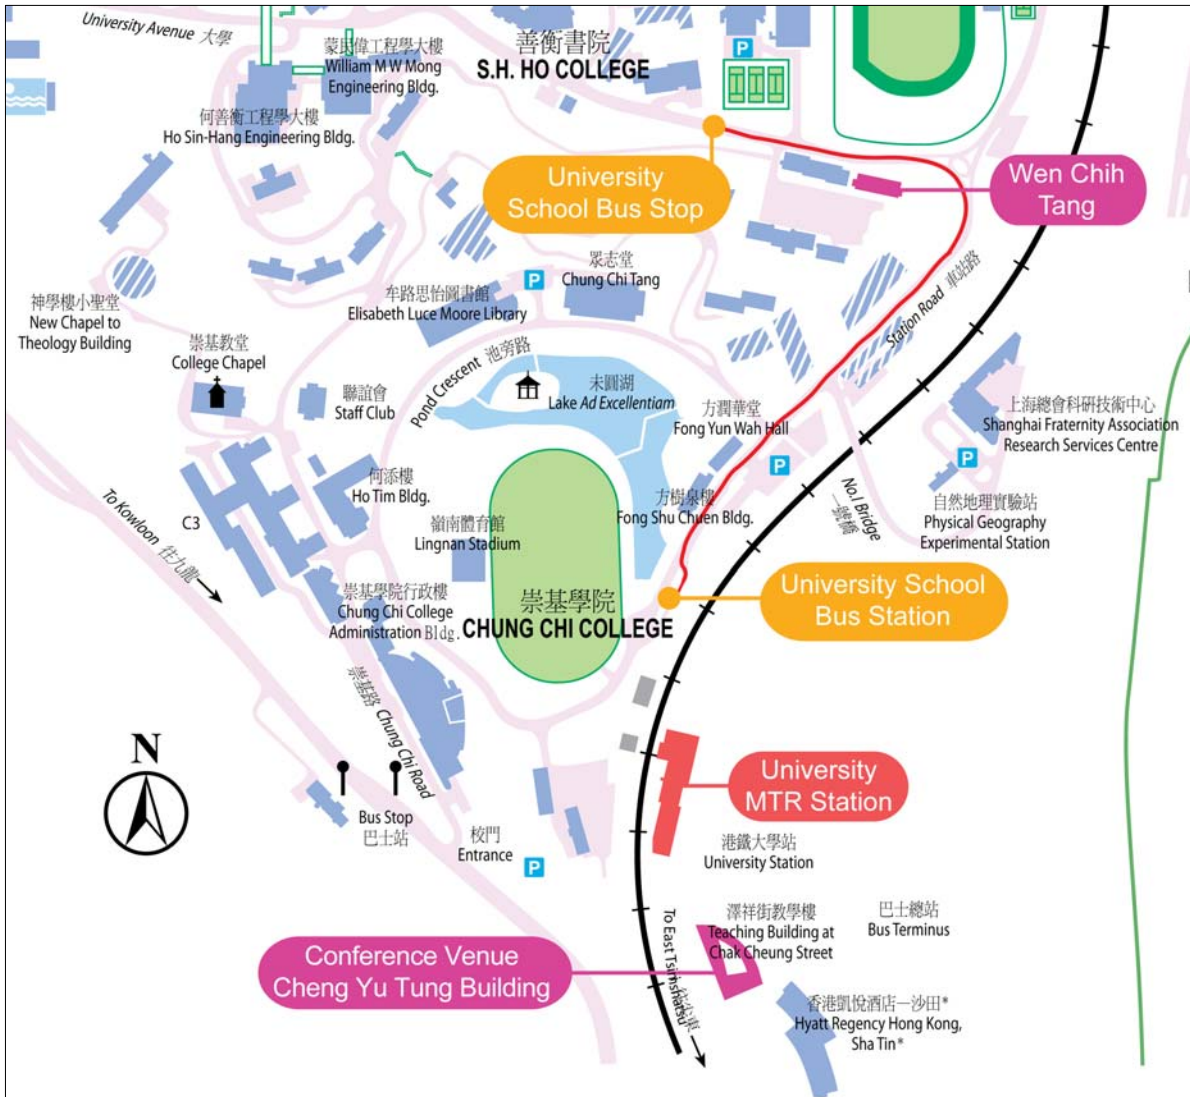 University Avenue 大學
善衡書院
S.H. HO COLLEGE
蒙民偉工程學大樓
William M W Mong
Engineering Bldg.
何善衡工程學大樓
Ho Sin-Hang Engineering Bldg.
P
University
School Bus Stop
Wen Chih
Tang
眾志堂
Chung Chi Tang
P
牟路思怡圖書館
Elisabeth Luce Moore Library
神學樓小聖堂
New Chapel to
Theology Building
崇基教堂
College Chapel
聯誼會
Staff Club
Pond Crescent 池旁路
未圓湖
Lake Ad Excellentiam
Station Road 車站路
方潤華堂
Fong Yun Wah Hall
上海總會科研技術中心
Shanghai Fraternity Association
Research Services Centre
P
P
何添樓
Ho Tim Bldg.
方樹泉樓
Fong Shu Chuen Bldg.
No.1 Bridge
一號橋
自然地理實驗站
Physical Geography
Experimental Station
To Kowloon 往九龍
C3
嶺南體育館
Lingnan Stadium
崇基學院行政樓
Chung Chi College
Administration Bldg.
崇基學院
CHUNG CHI COLLEGE
University School
Bus Station
崇基路 Chung Chi Road
N
University
MTR Station
Bus Stop
巴士站
校門
Entrance
P
港鐵大學站
University Station
澤祥街教學樓
Teaching Building at
Chak Cheung Street
巴士總站
Bus Terminus
To East Tsimshatsui
往尖東
Conference Venue
Cheng Yu Tung Building
香港凱悅酒店－沙田*
Hyatt Regency Hong Kong,
Sha Tin*